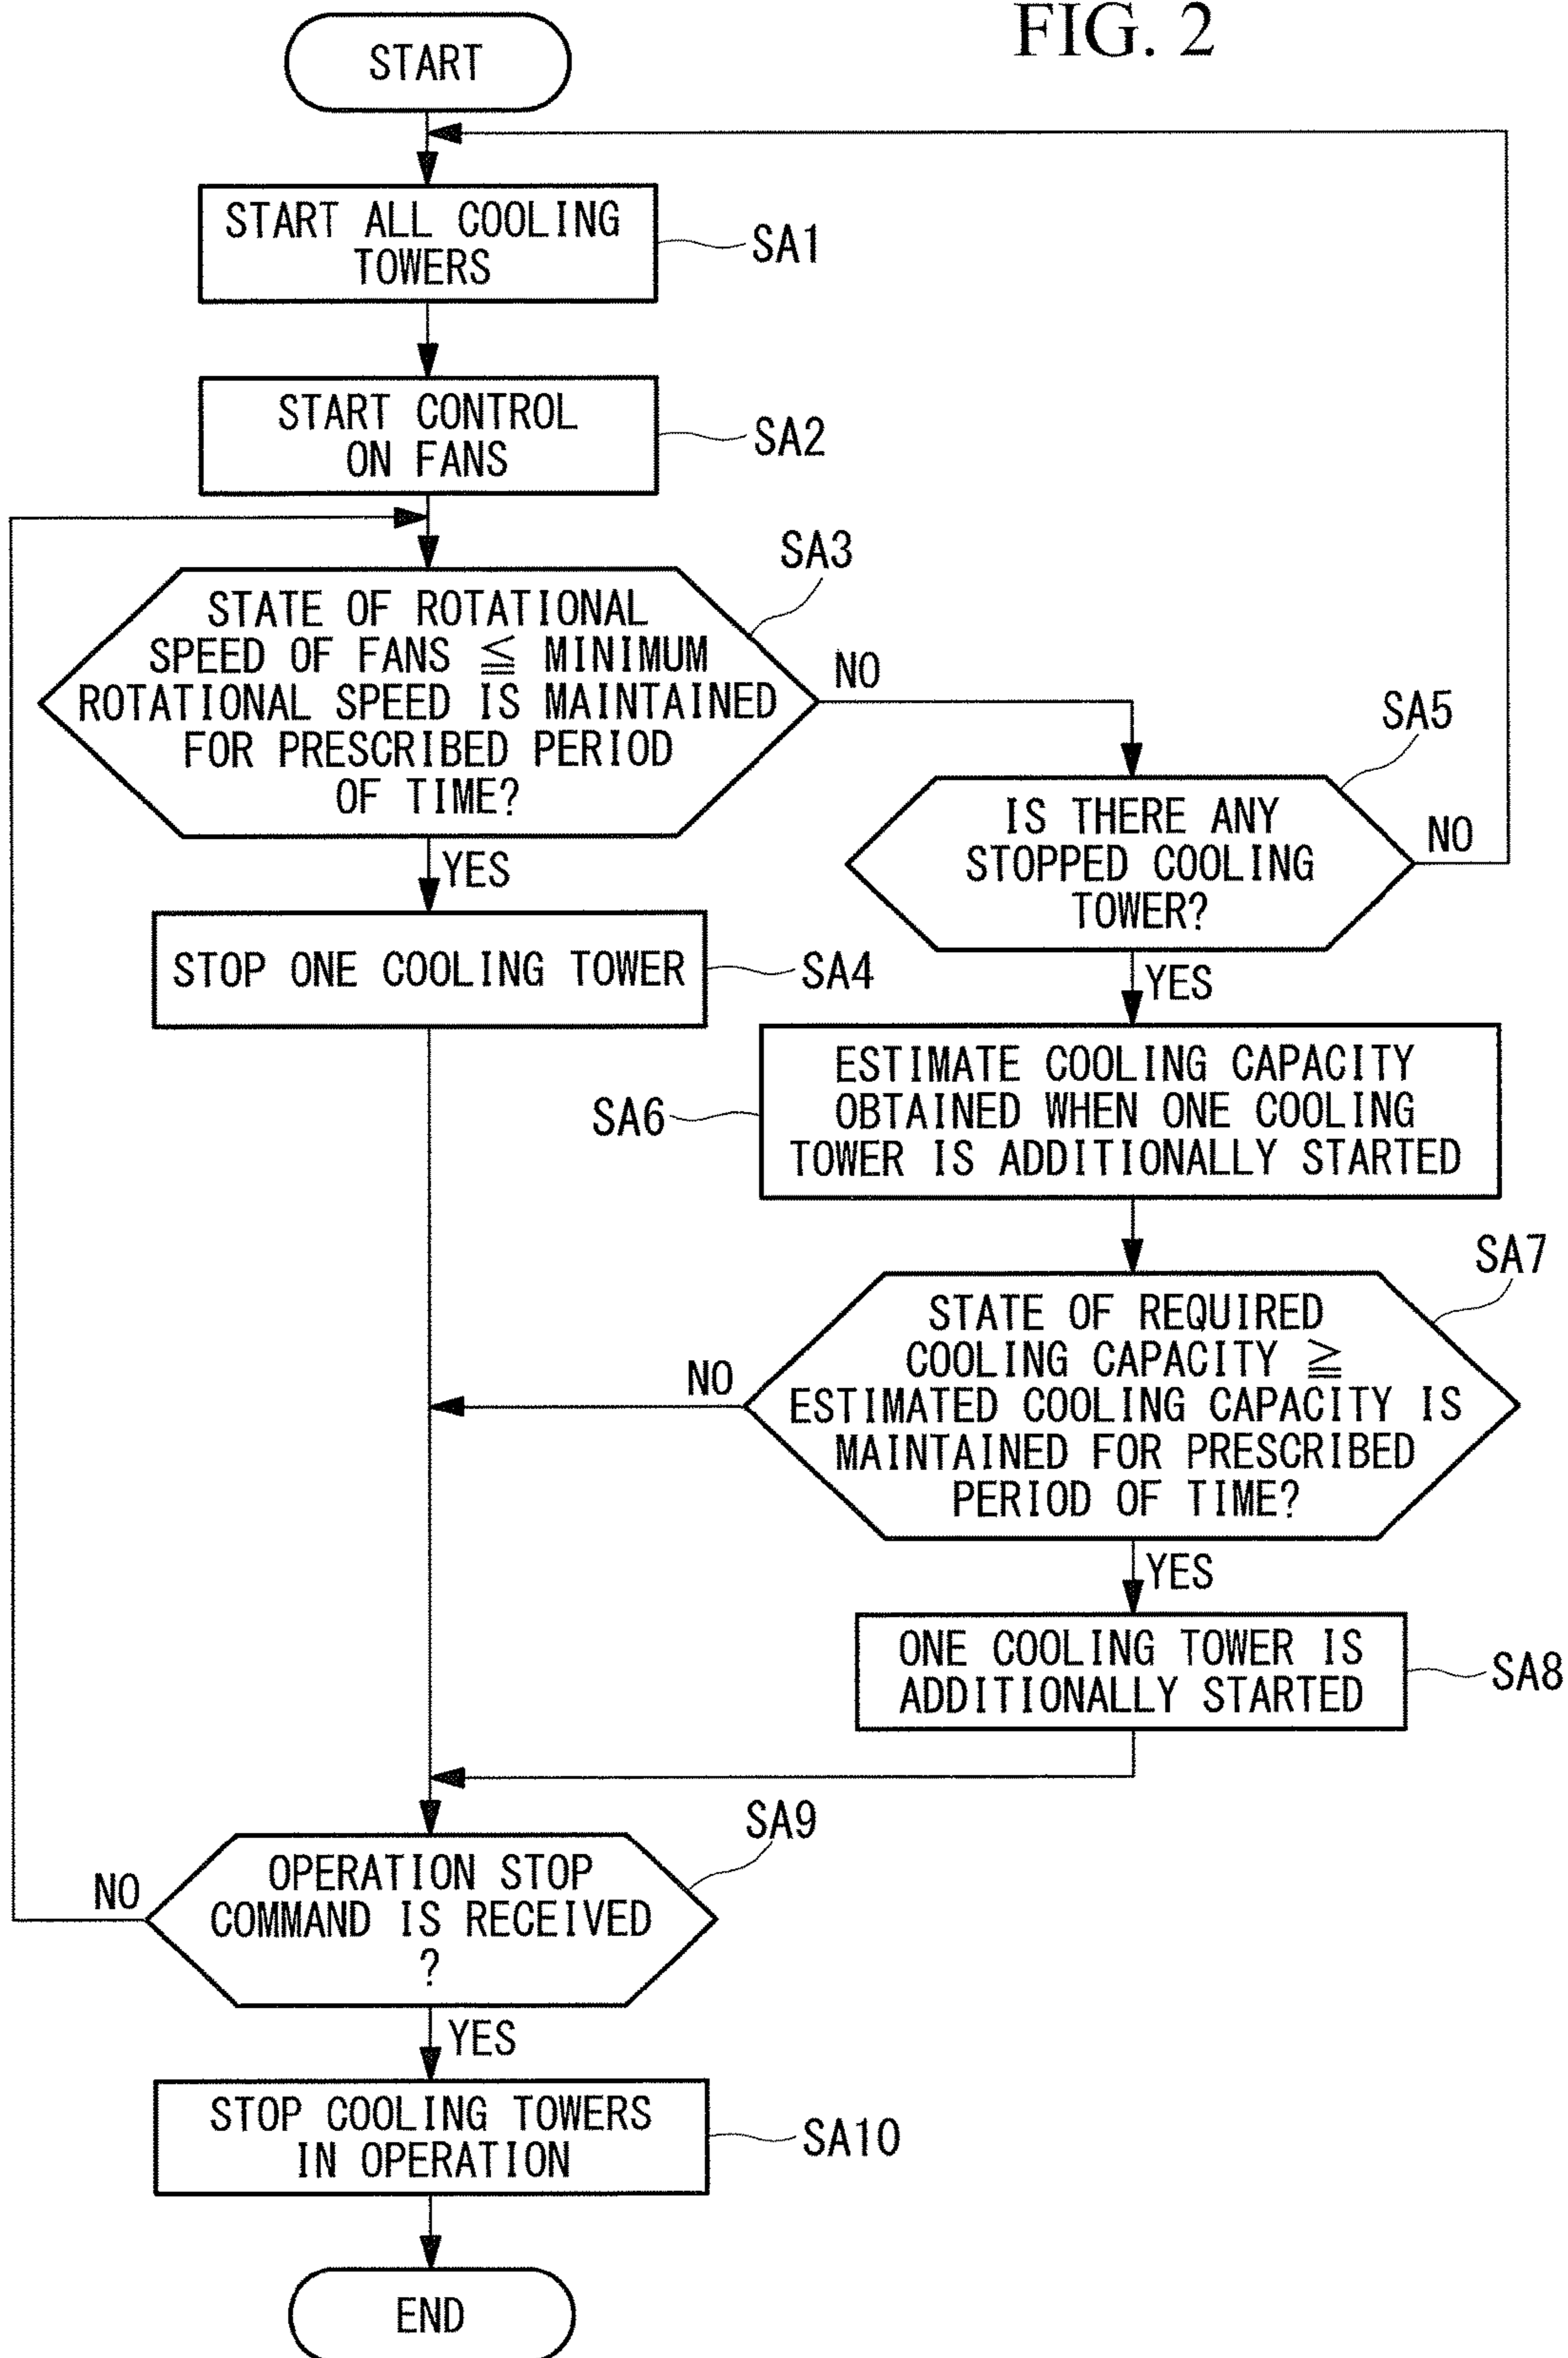 FIG. 2
START
START ALL COOLING
TOWERS
SA1
START CONTROL
ON FANS
SA2
SA3
STATE OF ROTATIONAL
SPEED OF FANS ≦ MINIMUM
ROTATIONAL SPEED IS MAINTAINED
FOR PRESCRIBED PERIOD
OF TIME?
NO
YES
SA5
IS THERE ANY
STOPPED COOLING
TOWER?
NO
YES
STOP ONE COOLING TOWER
SA4
ESTIMATE COOLING CAPACITY
OBTAINED WHEN ONE COOLING
TOWER IS ADDITIONALLY STARTED
SA6
SA7
STATE OF REQUIRED
COOLING CAPACITY ≧
ESTIMATED COOLING CAPACITY IS
MAINTAINED FOR PRESCRIBED
PERIOD OF TIME?
NO
YES
ONE COOLING TOWER IS
ADDITIONALLY STARTED
SA8
SA9
OPERATION STOP
COMMAND IS RECEIVED
?
NO
YES
STOP COOLING TOWERS
IN OPERATION
SA10
END